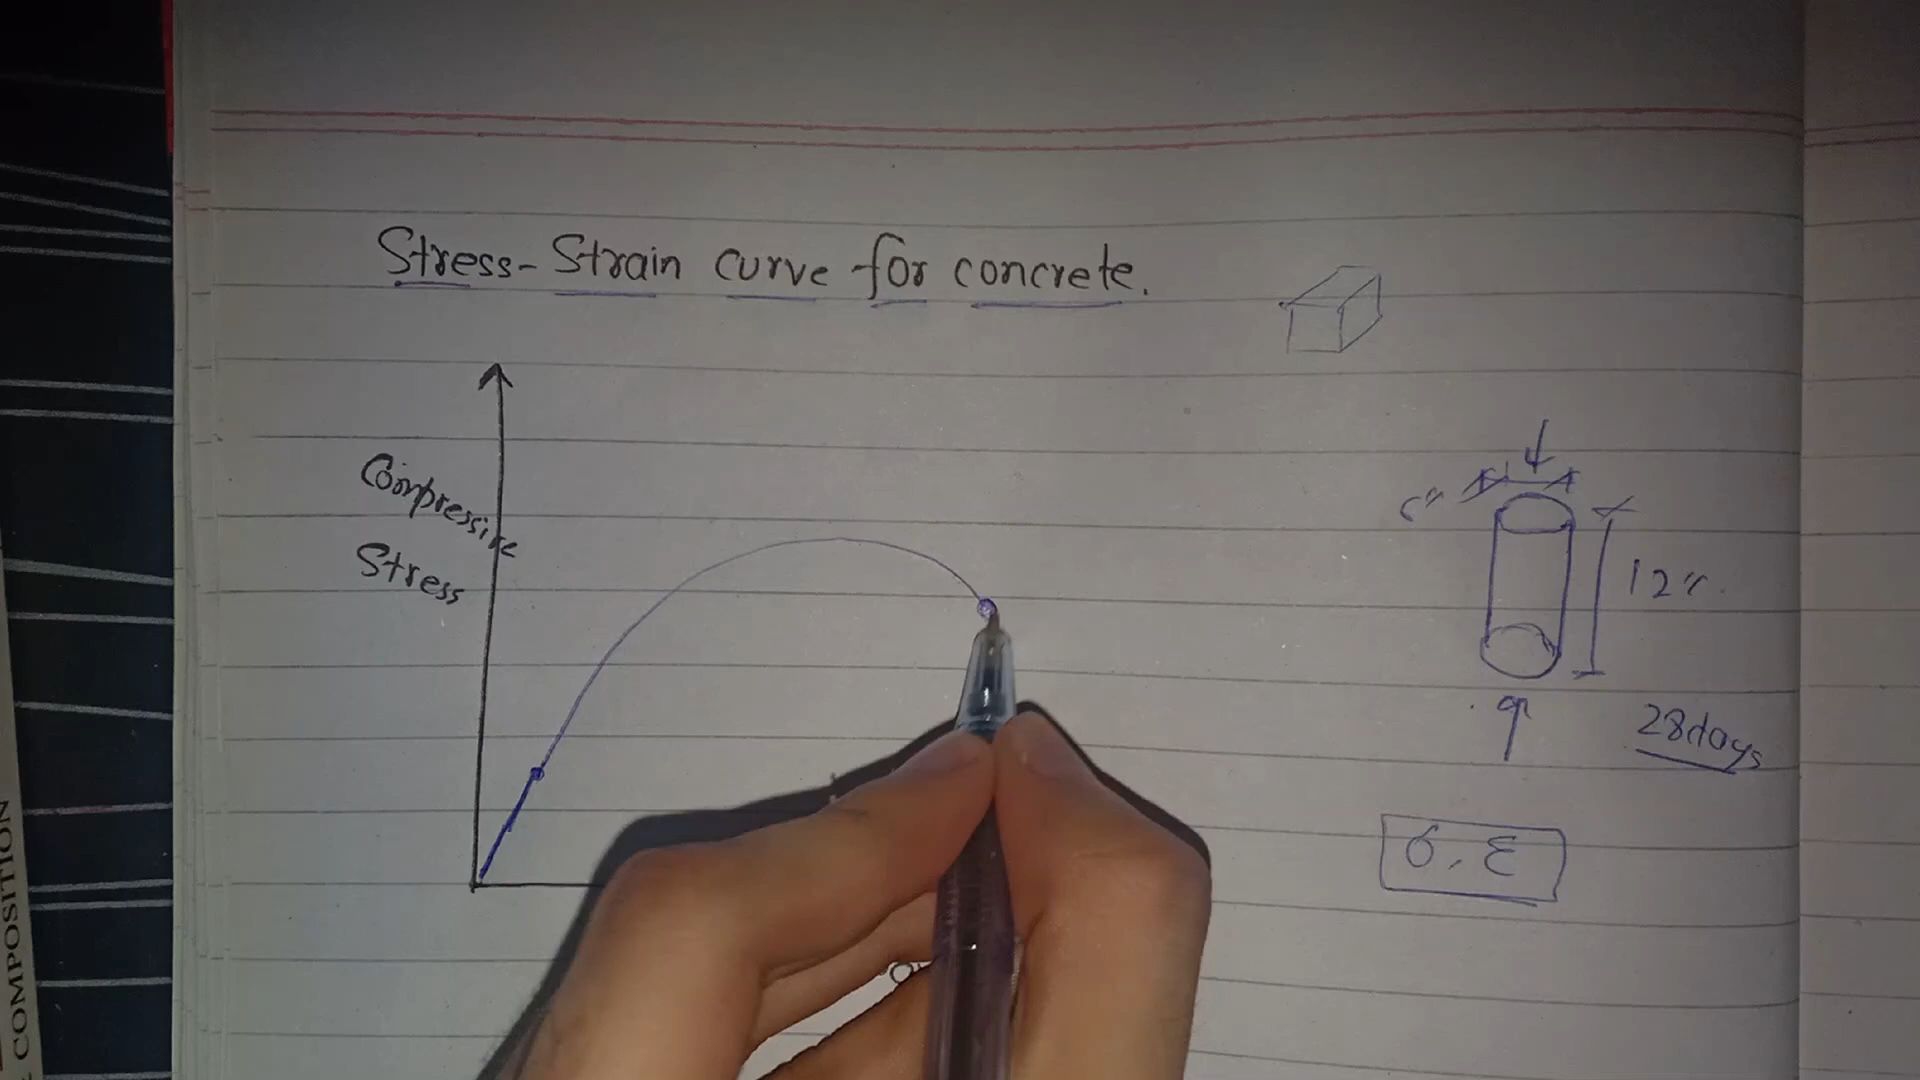 Stress-Strain curve for concrete.
Compressive
Stress
6"
12"
28days
σ, ε
COMPOSITION